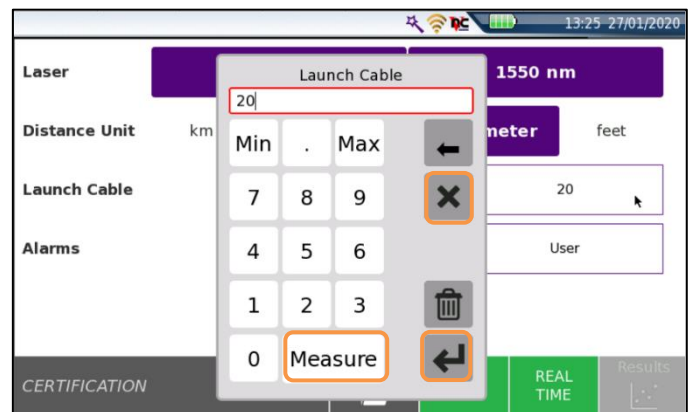 13:25 27/01/2020
Laser
1550 nm
Launch Cable
20
Distance Unit
km
meter
feet
Min . Max
Launch Cable
20
7 8 9
Alarms
User
4 5 6
1 2 3
0 Measure
CERTIFICATION
REAL
TIME
Results